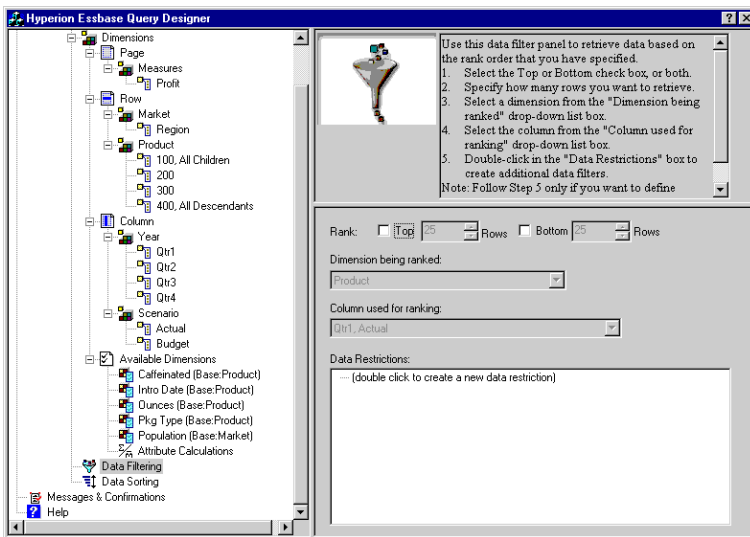 Hyperion Essbase Query Designer
Dimensions
Page
Measures
Profit
Row
Market
Region
Product
100, All Children
200
300
400, All Descendants
Column
Year
Qtr1
Qtr2
Qtr3
Qtr4
Scenario
Actual
Budget
Available Dimensions
Caffeinated (Base:Product)
Intro Date (Base:Product)
Ounces (Base:Product)
Pkg Type (Base:Product)
Population (Base:Market)
Attribute Calculations
Data Filtering
Data Sorting
Messages & Confirmations
Help
Use this data filter panel to retrieve data based on
the rank order that you have specified.
1. Select the Top or Bottom check box, or both.
2. Specify how many rows you want to retrieve.
3. Select a dimension from the "Dimension being
ranked" drop-down list box.
4. Select the column from the "Column used for
ranking" drop-down list box.
5. Double-click in the "Data Restrictions" box to
create additional data filters.
Note: Follow Step 5 only if you want to define
Rank: Top 25 Rows Bottom 25 Rows
Dimension being ranked:
Product
Column used for ranking:
Qtr1, Actual
Data Restrictions:
(double click to create a new data restriction)